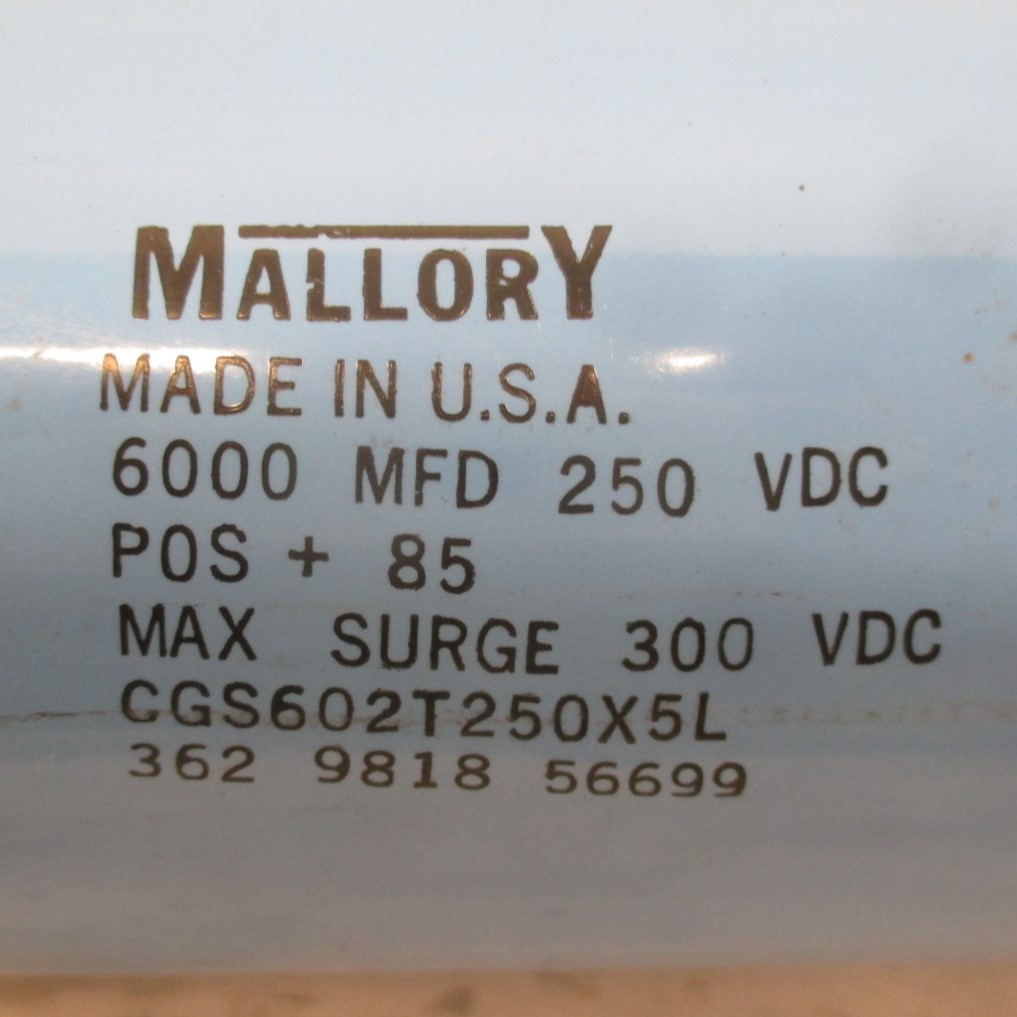 MALLORY
MADE IN U.S.A.
6000 MFD 250 VDC
POS + 85
MAX SURGE 300 VDC
CGS602T250X5L
362 9818 56699